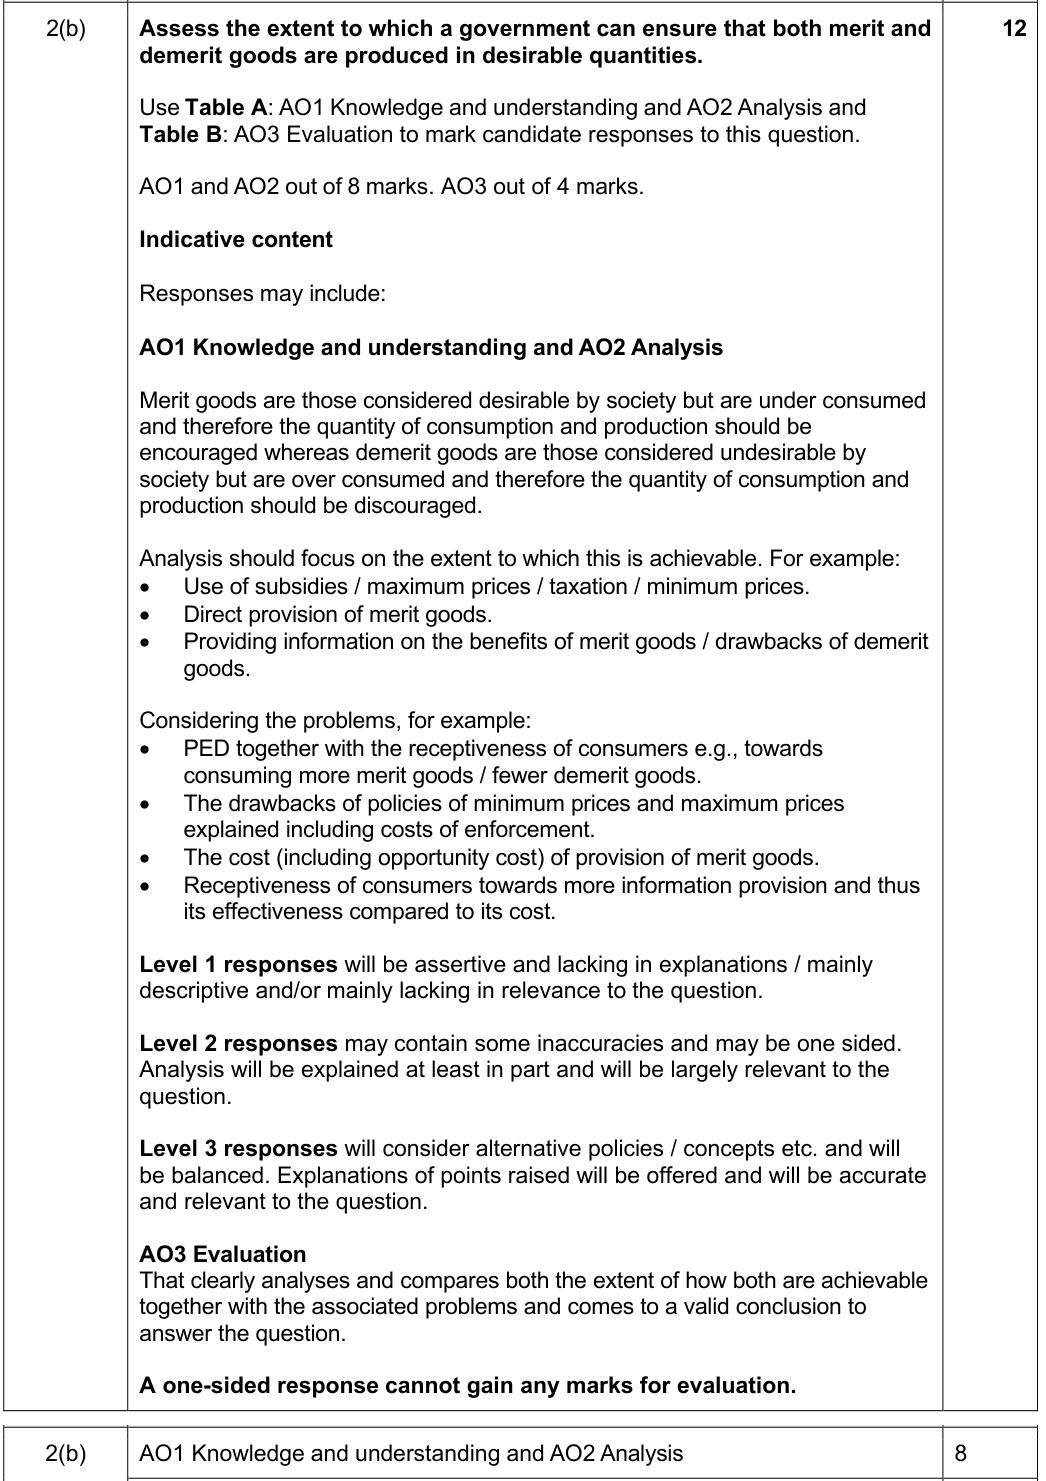 2(b) Assess the extent to which a government can ensure that both merit and 12
demerit goods are produced in desirable quantities.
Use Table A: AO1 Knowledge and understanding and AO2 Analysis and
Table B: AO3 Evaluation to mark candidate responses to this question.
AO1 and AO2 out of 8 marks. AO3 out of 4 marks.
Indicative content
Responses may include:
AO1 Knowledge and understanding and AO2 Analysis
Merit goods are those considered desirable by society but are under consumed
and therefore the quantity of consumption and production should be
encouraged whereas demerit goods are those considered undesirable by
society but are over consumed and therefore the quantity of consumption and
production should be discouraged.
Analysis should focus on the extent to which this is achievable. For example:
• Use of subsidies / maximum prices / taxation / minimum prices.
• Direct provision of merit goods.
• Providing information on the benefits of merit goods / drawbacks of demerit
goods.
Considering the problems, for example:
• PED together with the receptiveness of consumers e.g., towards
consuming more merit goods / fewer demerit goods.
• The drawbacks of policies of minimum prices and maximum prices
explained including costs of enforcement.
• The cost (including opportunity cost) of provision of merit goods.
• Receptiveness of consumers towards more information provision and thus
its effectiveness compared to its cost.
Level 1 responses will be assertive and lacking in explanations / mainly
descriptive and/or mainly lacking in relevance to the question.
Level 2 responses may contain some inaccuracies and may be one sided.
Analysis will be explained at least in part and will be largely relevant to the
question.
Level 3 responses will consider alternative policies / concepts etc. and will
be balanced. Explanations of points raised will be offered and will be accurate
and relevant to the question.
AO3 Evaluation
That clearly analyses and compares both the extent of how both are achievable
together with the associated problems and comes to a valid conclusion to
answer the question.
A one-sided response cannot gain any marks for evaluation.
2(b) AO1 Knowledge and understanding and AO2 Analysis 8